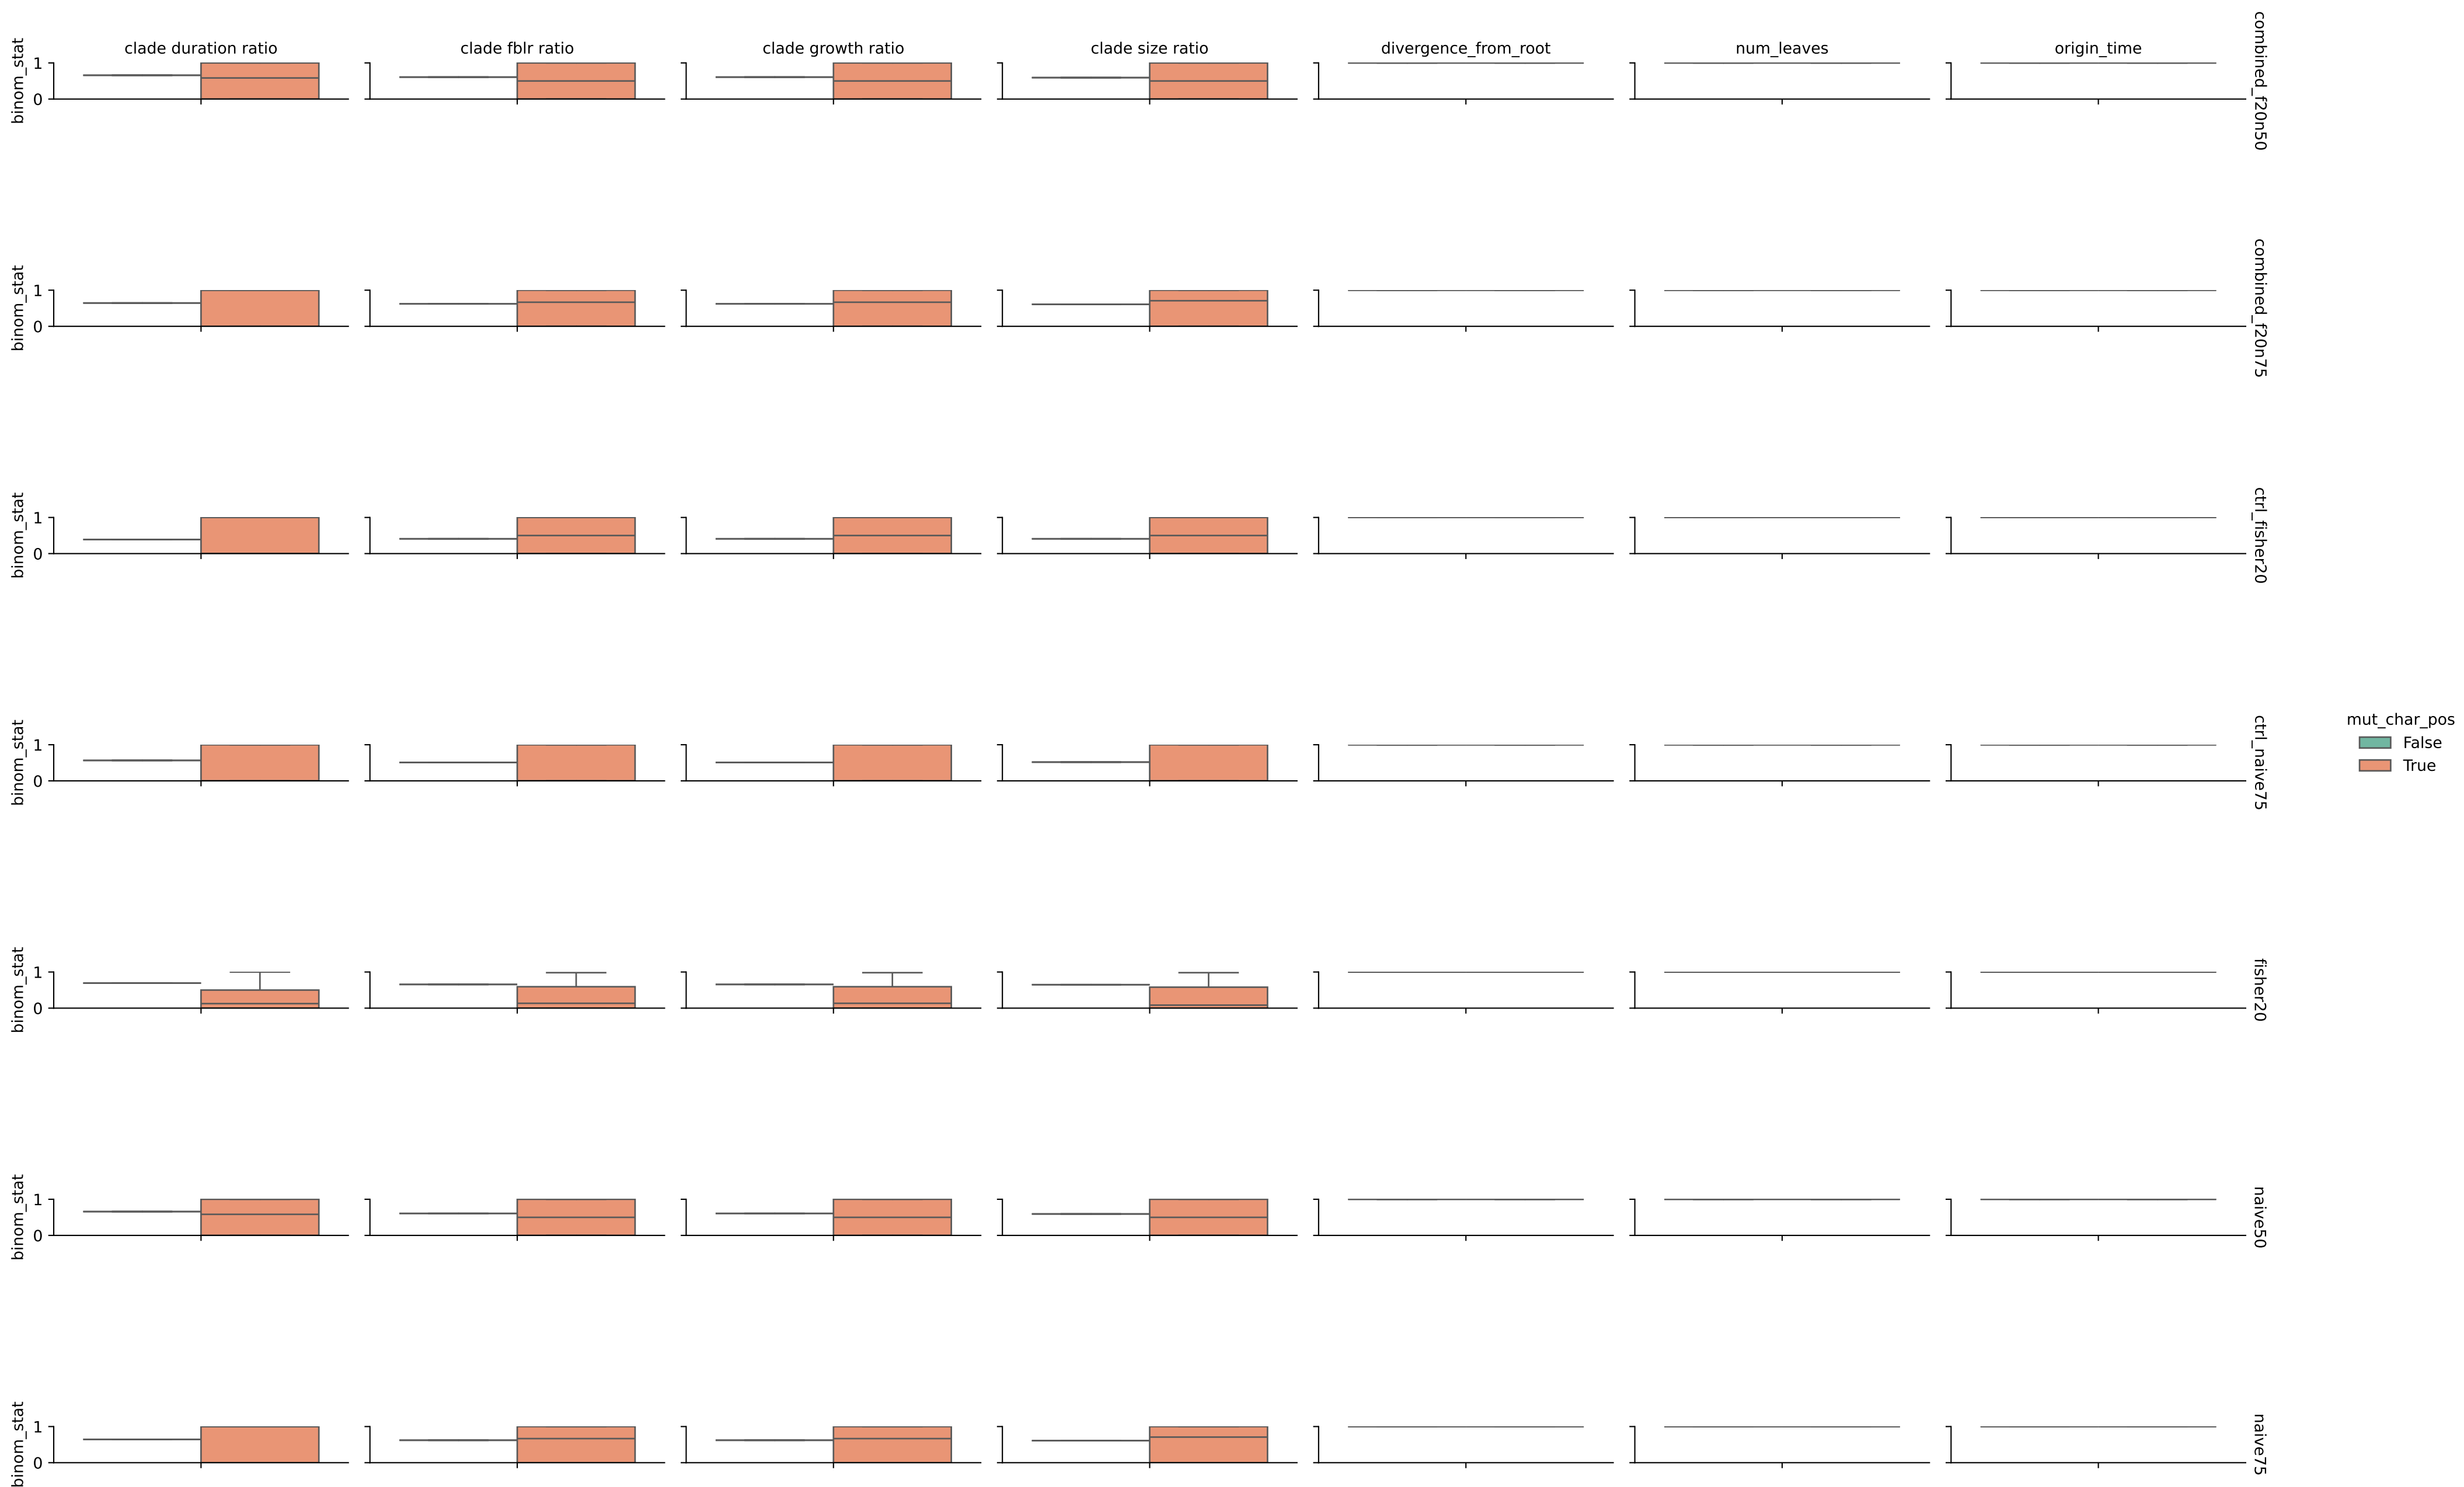 clade duration ratio
clade fblr ratio
clade growth ratio
clade size ratio
divergence_from_root
num_leaves
origin_time
binom_stat
1
0
combined_f20n50
binom_stat
1
0
combined_f20n75
binom_stat
1
0
ctrl_fisher20
binom_stat
1
0
ctrl_naive75
mut_char_pos
False
True
binom_stat
1
0
fisher20
binom_stat
1
0
naive50
binom_stat
1
0
naive75